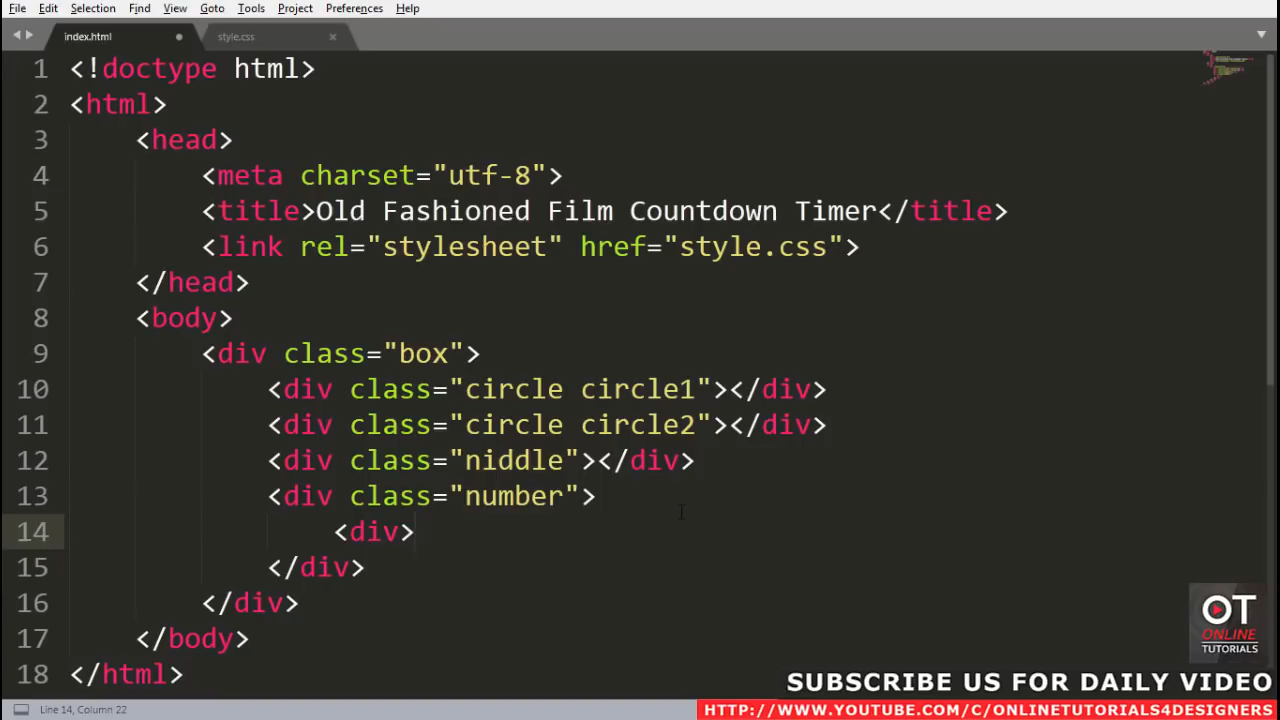 File Edit Selection Find View Goto Tools Project Preferences Help
index.html style.css
1 <!doctype html>
2 <html>
3 <head>
4 <meta charset="utf-8">
5 <title>Old Fashioned Film Countdown Timer</title>
6 <link rel="stylesheet" href="style.css">
7 </head>
8 <body>
9 <div class="box">
10 <div class="circle circle1"></div>
11 <div class="circle circle2"></div>
12 <div class="niddle"></div>
13 <div class="number">
14 <div>
15 </div>
16 </div>
17 </body>
18 </html>
OT
ONLINE
TUTORIALS
SUBSCRIBE US FOR DAILY VIDEO
Line 14, Column 22
HTTP://WWW.YOUTUBE.COM/C/ONLINETUTORIALS4DESIGNERS